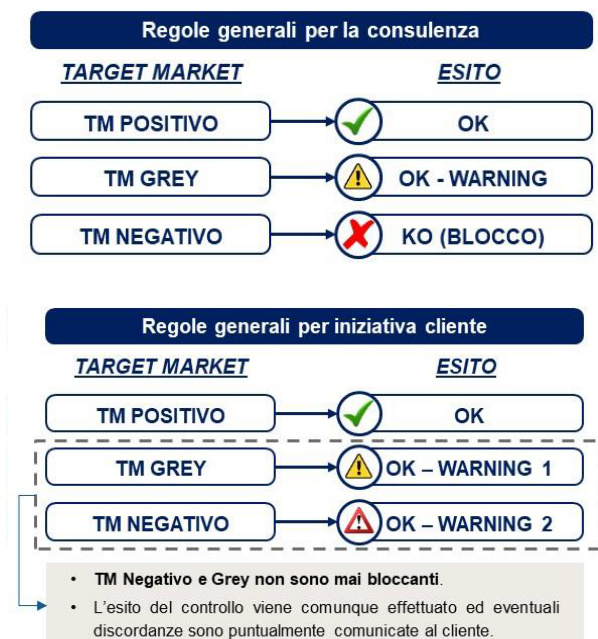 Regole generali per la consulenza
TARGET MARKET ESITO
TM POSITIVO OK
TM GREY OK - WARNING
TM NEGATIVO KO (BLOCCO)
Regole generali per iniziativa cliente
TARGET MARKET ESITO
TM POSITIVO OK
TM GREY OK – WARNING 1
TM NEGATIVO OK – WARNING 2
• TM Negativo e Grey non sono mai bloccanti.
• L'esito del controllo viene comunque effettuato ed eventuali
discordanze sono puntualmente comunicate al cliente.